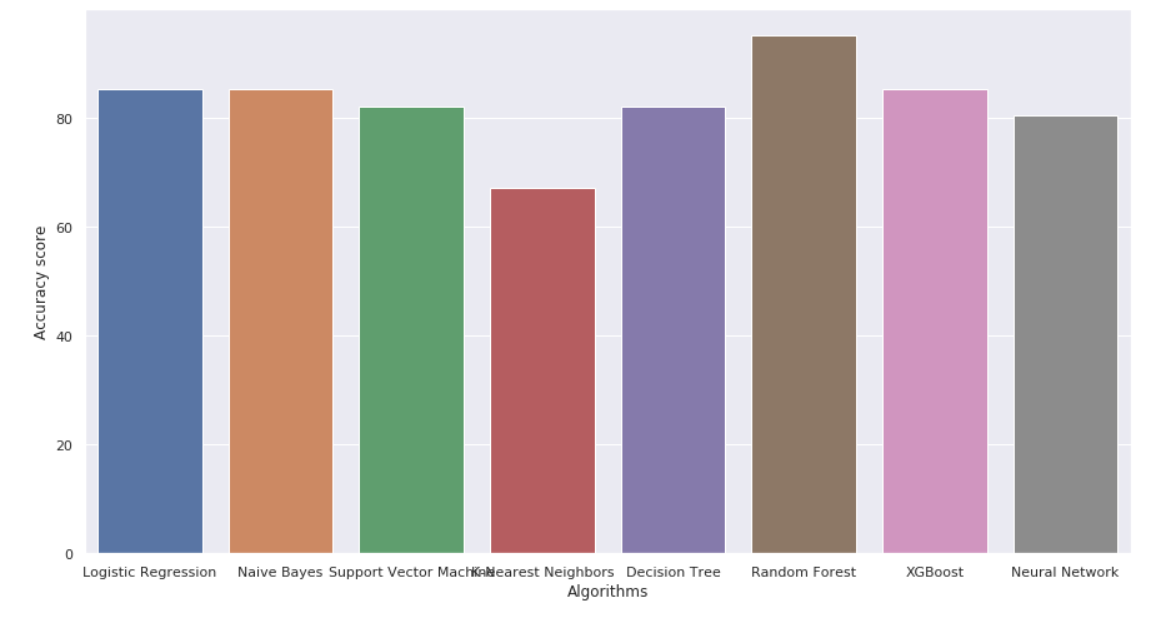 80
60
40
20
0
Accuracy score
Logistic Regression Naive Bayes Support Vector Machine K-Nearest Neighbors Decision Tree Random Forest XGBoost Neural Network
Algorithms